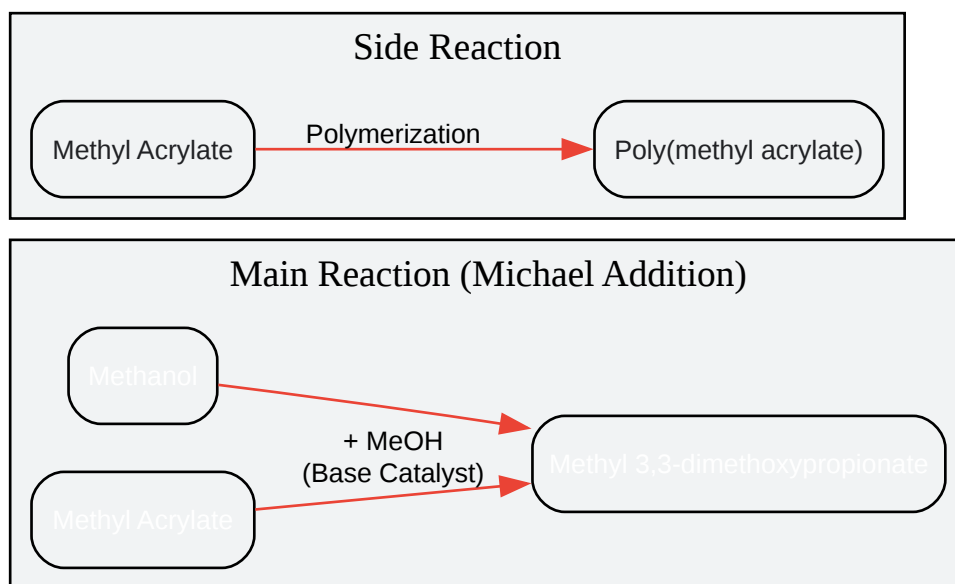 Side Reaction
Methyl Acrylate
Polymerization
Poly(methyl acrylate)
Main Reaction (Michael Addition)
Methanol
+ MeOH
(Base Catalyst)
Methyl 3,3-dimethoxypropionate
Methyl Acrylate